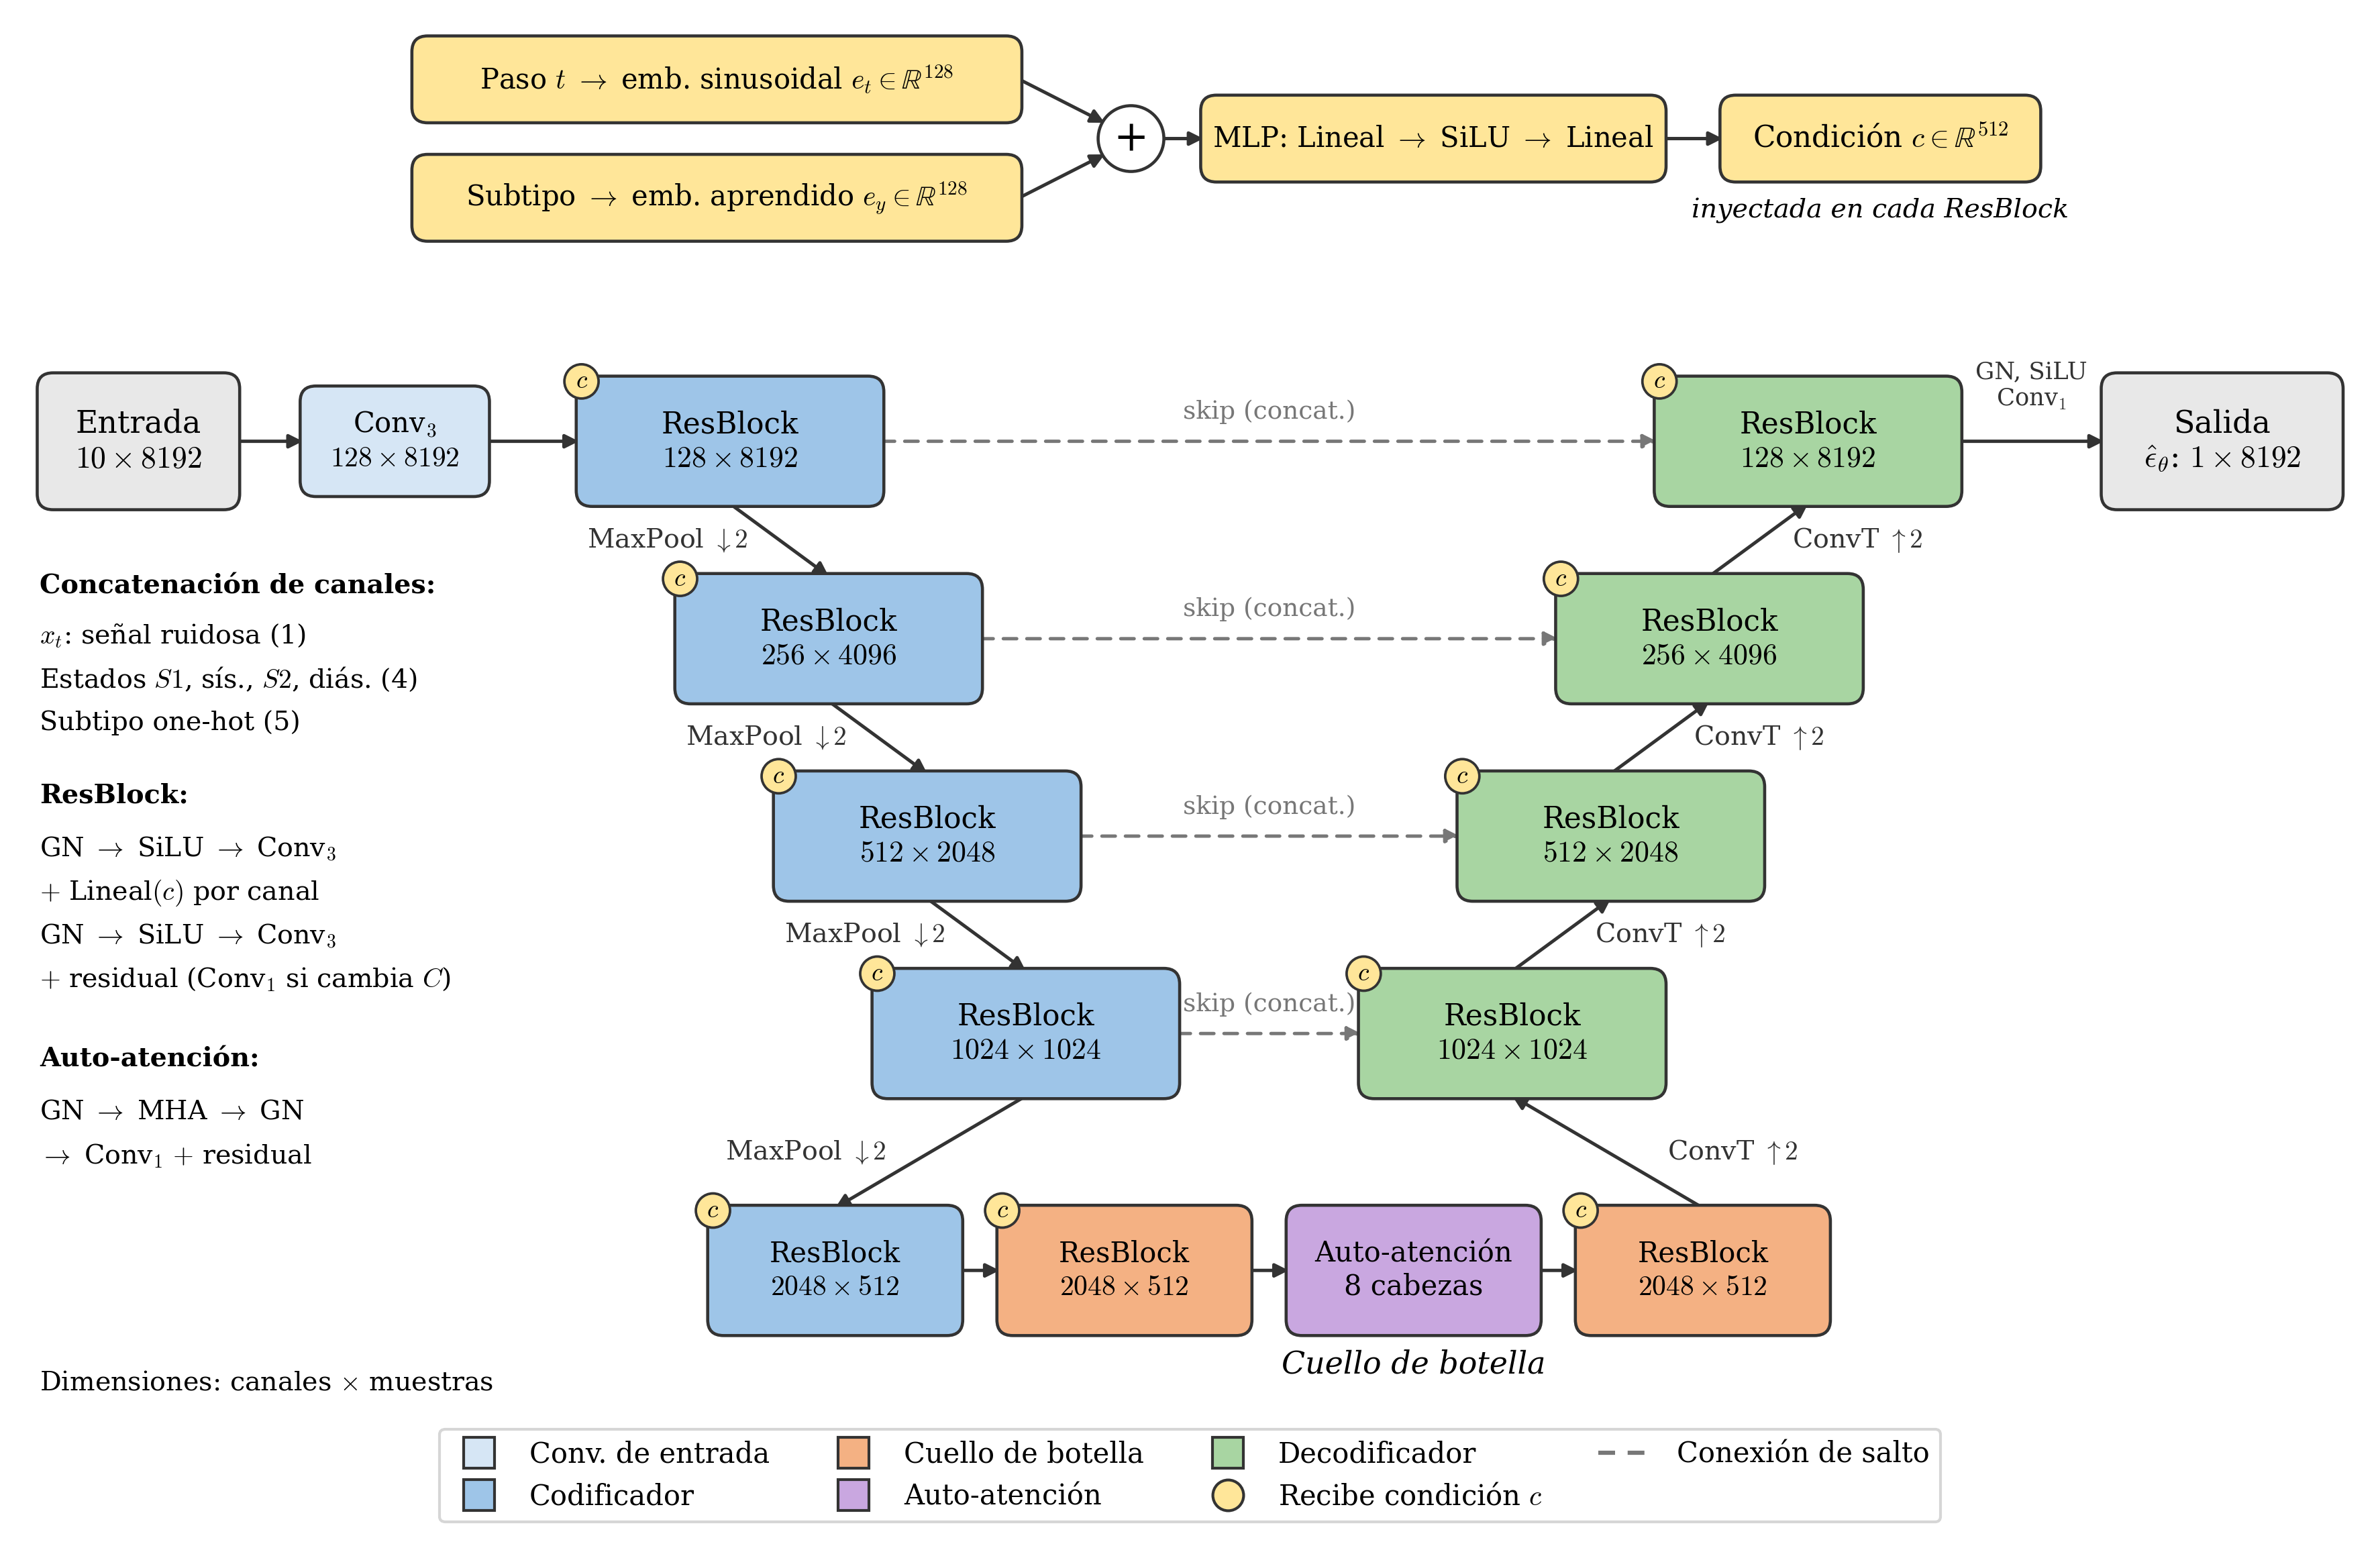 Paso t → emb. sinusoidal e_t ∈ ℝ^128
Subtipo → emb. aprendido e_y ∈ ℝ^128
+
MLP: Lineal → SiLU → Lineal
Condición c ∈ ℝ^512
inyectada en cada ResBlock
Entrada
10 × 8192
Conv₃
128 × 8192
c
ResBlock
128 × 8192
skip (concat.)
c
ResBlock
128 × 8192
GN, SiLU
Conv₁
Salida
ε̂_θ: 1 × 8192
MaxPool ↓2
ConvT ↑2
c
ResBlock
256 × 4096
skip (concat.)
c
ResBlock
256 × 4096
MaxPool ↓2
ConvT ↑2
c
ResBlock
512 × 2048
skip (concat.)
c
ResBlock
512 × 2048
MaxPool ↓2
ConvT ↑2
c
ResBlock
1024 × 1024
skip (concat.)
c
ResBlock
1024 × 1024
MaxPool ↓2
ConvT ↑2
c
ResBlock
2048 × 512
c
ResBlock
2048 × 512
Auto-atención
8 cabezas
c
ResBlock
2048 × 512
Cuello de botella
Concatenación de canales:
x_t: señal ruidosa (1)
Estados S1, sís., S2, diás. (4)
Subtipo one-hot (5)
ResBlock:
GN → SiLU → Conv₃
+ Lineal(c) por canal
GN → SiLU → Conv₃
+ residual (Conv₁ si cambia C)
Auto-atención:
GN → MHA → GN
→ Conv₁ + residual
Dimensiones: canales × muestras
Conv. de entrada
Codificador
Cuello de botella
Auto-atención
Decodificador
Recibe condición c
Conexión de salto